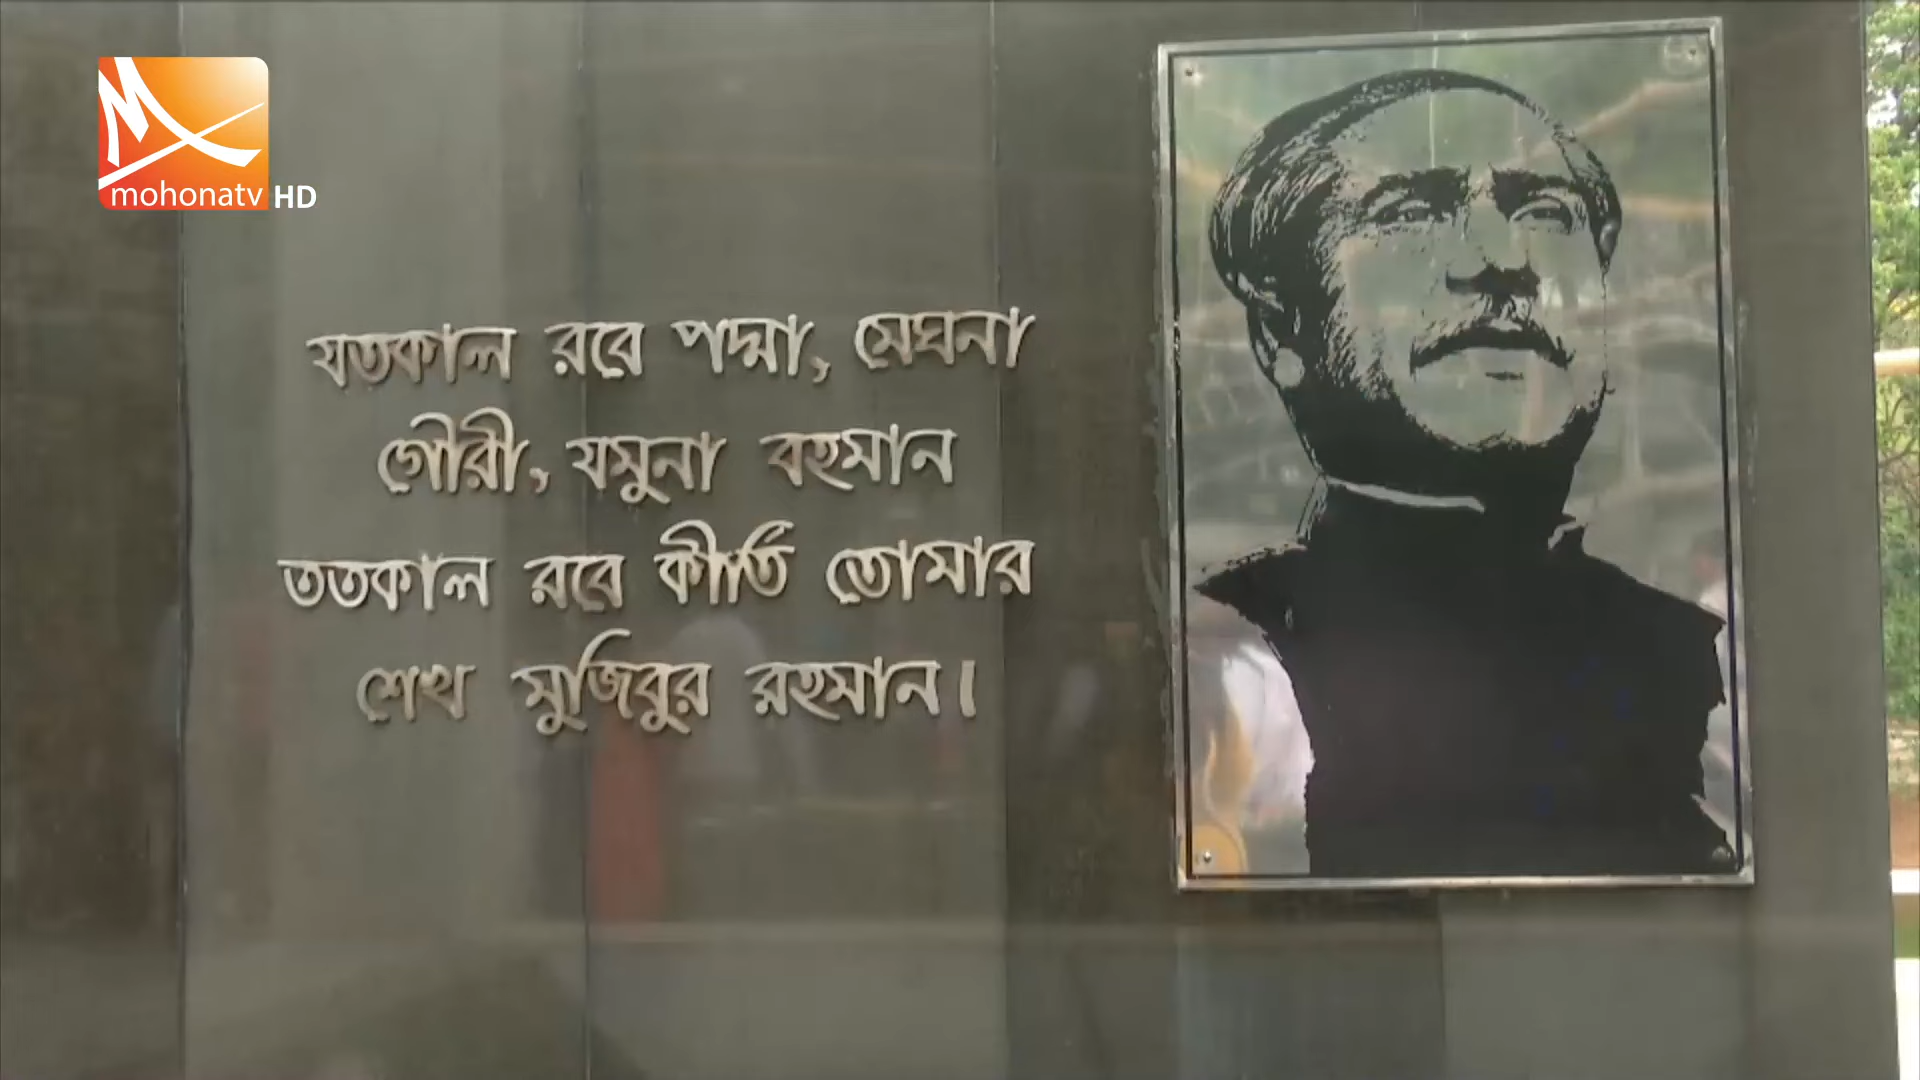 mohonatv HD
যতকাল রবে পদ্মা, মেঘনা
গৌরী, যমুনা বহমান
ততকাল রবে কীর্তি তোমার
শেখ মুজিবুর রহমান।